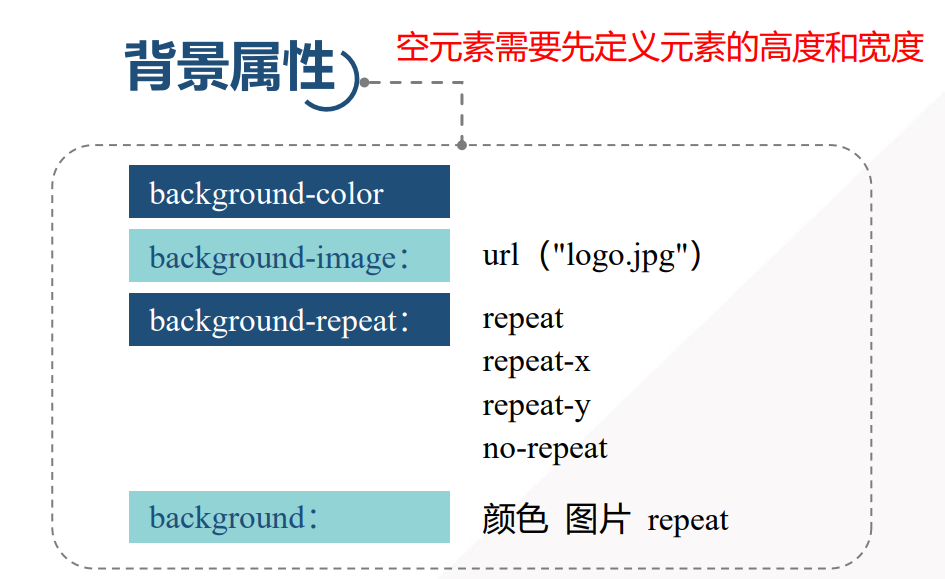 背景属性
空元素需要先定义元素的高度和宽度
background-color
background-image： url（"logo.jpg"）
background-repeat： repeat
repeat-x
repeat-y
no-repeat
background： 颜色 图片 repeat